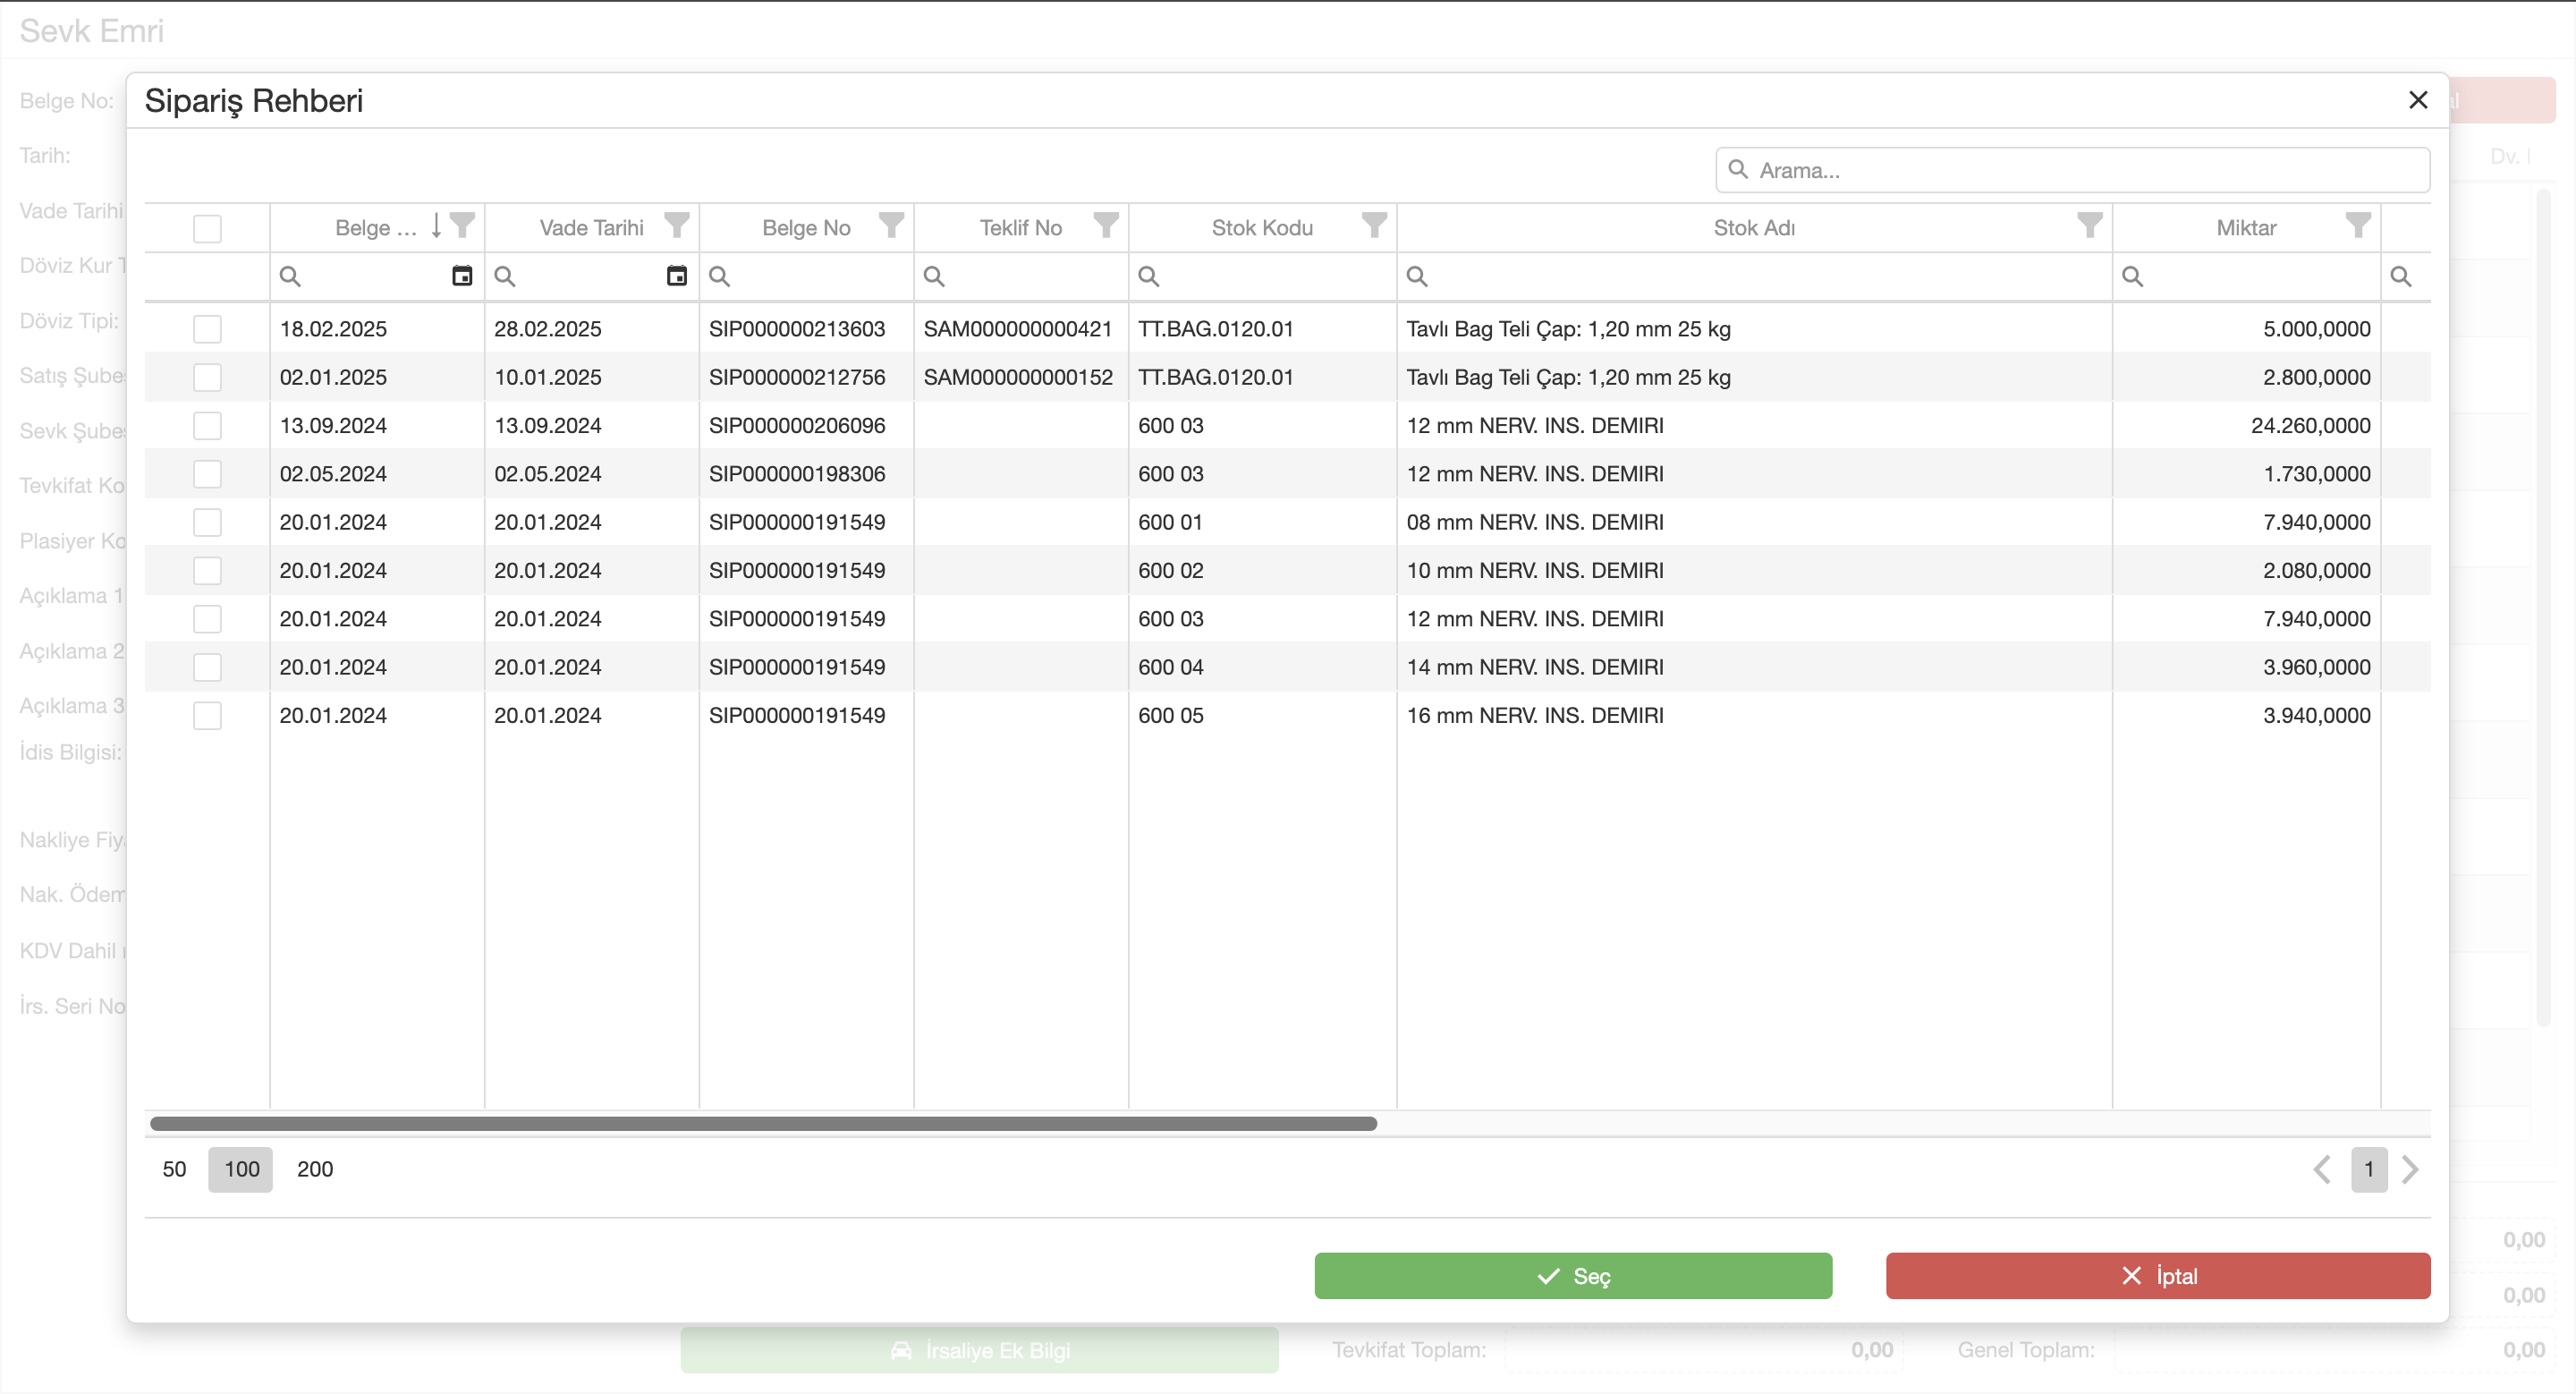 Sevk Emri
Belge No:
Tarih:
Vade Tarihi
Döviz Kur T
Döviz Tipi:
Satış Şubes
Sevk Şubes
Tevkifat Ko
Plasiyer Ko
Açıklama 1
Açıklama 2
Açıklama 3
İdis Bilgisi:
Nakliye Fiya
Nak. Ödem
KDV Dahil
İrs. Seri No
Dv.
Sipariş Rehberi
Arama...
Belge ... Vade Tarihi Belge No Teklif No Stok Kodu Stok Adı Miktar
18.02.2025 28.02.2025 SIP000000213603 SAM000000000421 TT.BAG.0120.01 Tavlı Bag Teli Çap: 1,20 mm 25 kg 5.000,0000
02.01.2025 10.01.2025 SIP000000212756 SAM000000000152 TT.BAG.0120.01 Tavlı Bag Teli Çap: 1,20 mm 25 kg 2.800,0000
13.09.2024 13.09.2024 SIP000000206096 600 03 12 mm NERV. INS. DEMIRI 24.260,0000
02.05.2024 02.05.2024 SIP000000198306 600 03 12 mm NERV. INS. DEMIRI 1.730,0000
20.01.2024 20.01.2024 SIP000000191549 600 01 08 mm NERV. INS. DEMIRI 7.940,0000
20.01.2024 20.01.2024 SIP000000191549 600 02 10 mm NERV. INS. DEMIRI 2.080,0000
20.01.2024 20.01.2024 SIP000000191549 600 03 12 mm NERV. INS. DEMIRI 7.940,0000
20.01.2024 20.01.2024 SIP000000191549 600 04 14 mm NERV. INS. DEMIRI 3.960,0000
20.01.2024 20.01.2024 SIP000000191549 600 05 16 mm NERV. INS. DEMIRI 3.940,0000
50 100 200 1
Seç İptal
0,00
0,00
İrsaliye Ek Bilgi Tevkifat Toplam: 0,00 Genel Toplam: 0,00